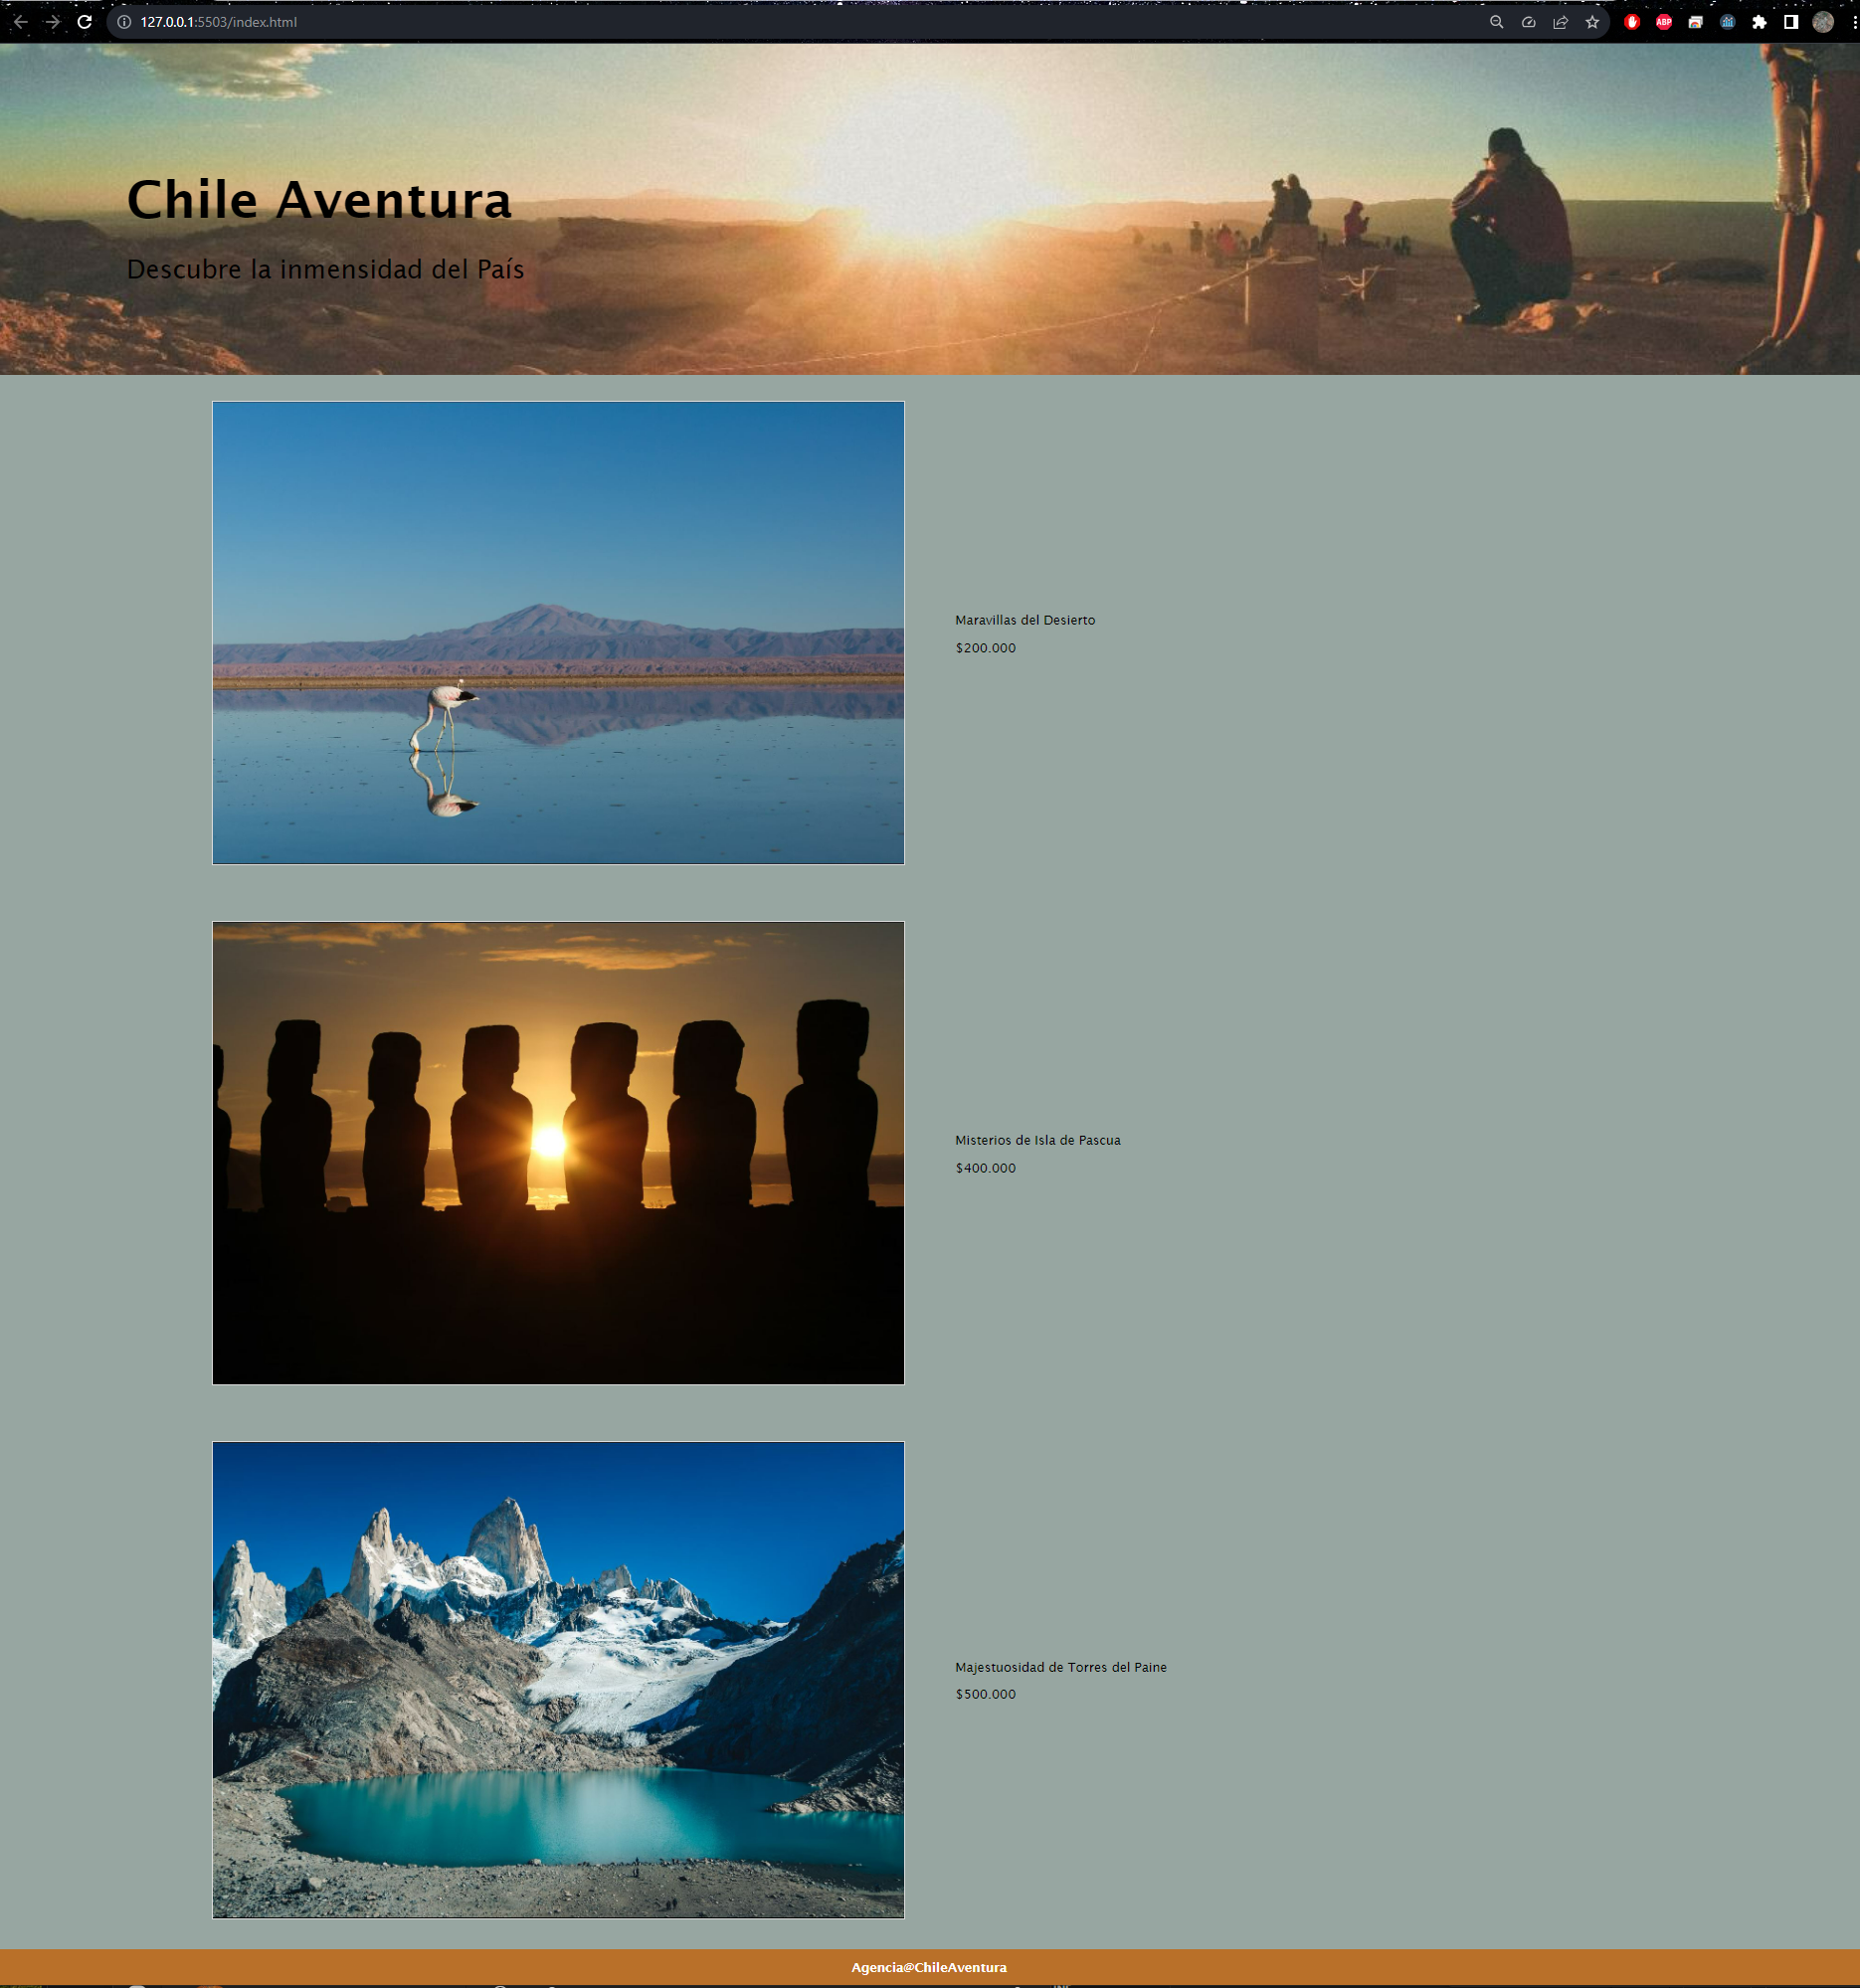 127.0.0.1:5503/index.html
ABP
Chile Aventura
Descubre la inmensidad del País
Maravillas del Desierto
$200.000
Misterios de Isla de Pascua
$400.000
Majestuosidad de Torres del Paine
$500.000
Agencia@ChileAventura